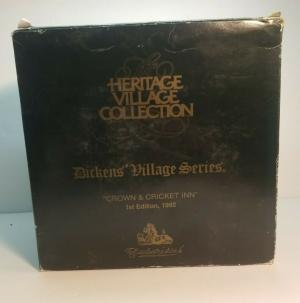 HERITAGE
VILLAGE
COLLECTION
Dickens' Village Series®
"CROWN & CRICKET INN"
1st Edition, 1992